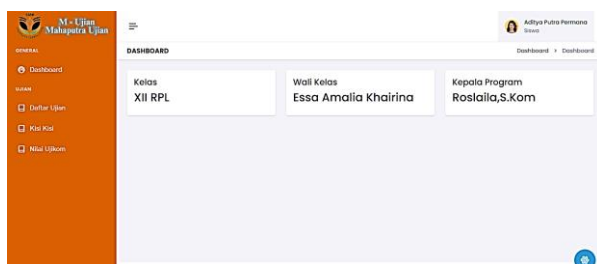 M - Ujian
Mahaputra Ujian
Aditya Putra Permana
Siswa
GENERAL
DASHBOARD
Dashboard > Dashboard
Dashboard
UJIAN
Daftar Ujian
Kisi Kisi
Nilai Ujikom
Kelas
XII RPL
Wali Kelas
Essa Amalia Khairina
Kepala Program
Roslaila,S.Kom